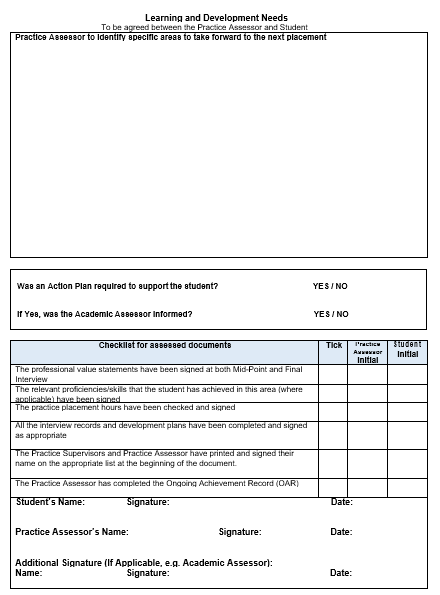 Learning and Development Needs
To be agreed between the Practice Assessor and Student
Practice Assessor to identify specific areas to take forward to the next placement
Was an Action Plan required to support the student? YES / NO
If Yes, was the Academic Assessor informed? YES / NO
Checklist for assessed documents Tick Practice Assessor Initial Student Initial
The professional value statements have been signed at both Mid-Point and Final
Interview
The relevant proficiencies/skills that the student has achieved in this area (where
applicable) have been signed
The practice placement hours have been checked and signed
All the interview records and development plans have been completed and signed
as appropriate
The Practice Supervisors and Practice Assessor have printed and signed their
name on the appropriate list at the beginning of the document.
The Practice Assessor has completed the Ongoing Achievement Record (OAR)
Student's Name: Signature: Date:
Practice Assessor's Name: Signature: Date:
Additional Signature (If Applicable, e.g. Academic Assessor):
Name: Signature: Date: